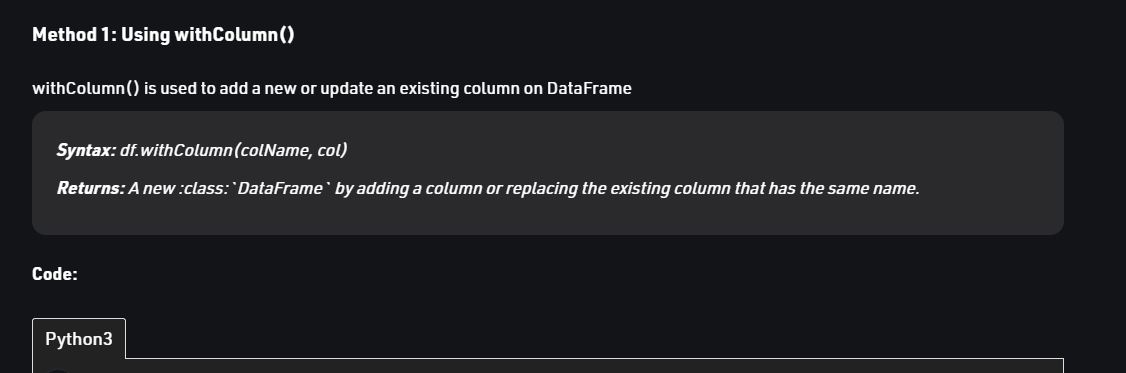 Method 1: Using withColumn()
withColumn() is used to add a new or update an existing column on DataFrame
Syntax: df.withColumn(colName, col)
Returns: A new :class:`DataFrame` by adding a column or replacing the existing column that has the same name.
Code:
Python3